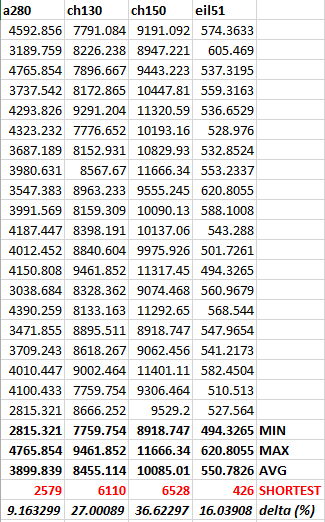 a280 ch130 ch150 eil51
4592.856 7791.084 9191.092 574.3633
3189.759 8226.238 8947.221 605.469
4765.854 7896.667 9443.223 537.3195
3737.542 8172.865 10447.81 559.3163
4293.826 9291.204 11320.59 536.6529
4323.232 7776.652 10193.16 528.976
3687.189 8152.931 10829.93 532.8524
3980.631 8567.67 11666.34 553.2337
3547.383 8963.233 9555.245 620.8055
3991.569 8159.309 10090.13 588.1008
4187.447 8398.191 10137.06 543.288
4012.452 8840.604 9975.926 501.7261
4150.808 9461.852 11317.45 494.3265
3038.684 8328.362 9074.468 560.9679
4390.259 8133.163 11292.65 568.544
3471.855 8895.511 8918.747 547.9654
3709.243 8618.267 9062.456 541.2173
4010.447 9002.464 11401.11 582.4504
4100.433 7759.754 9306.464 510.513
2815.321 8666.252 9529.2 527.564
2815.321 7759.754 8918.747 494.3265 MIN
4765.854 9461.852 11666.34 620.8055 MAX
3899.839 8455.114 10085.01 550.7826 AVG
2579 6110 6528 426 SHORTEST
9.163299 27.00089 36.62297 16.03908 delta (%)